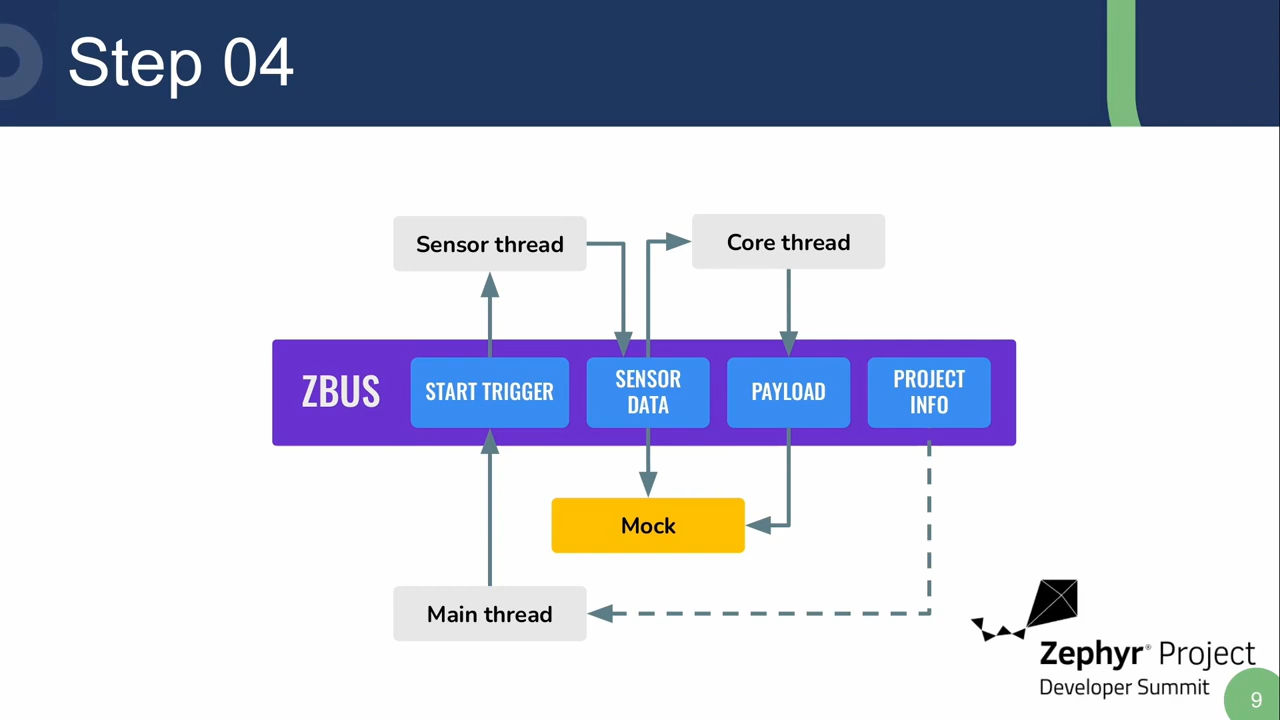 Step 04
Sensor thread
Core thread
ZBUS
START TRIGGER
SENSOR
DATA
PAYLOAD
PROJECT
INFO
Mock
Main thread
Zephyr® Project
Developer Summit
9